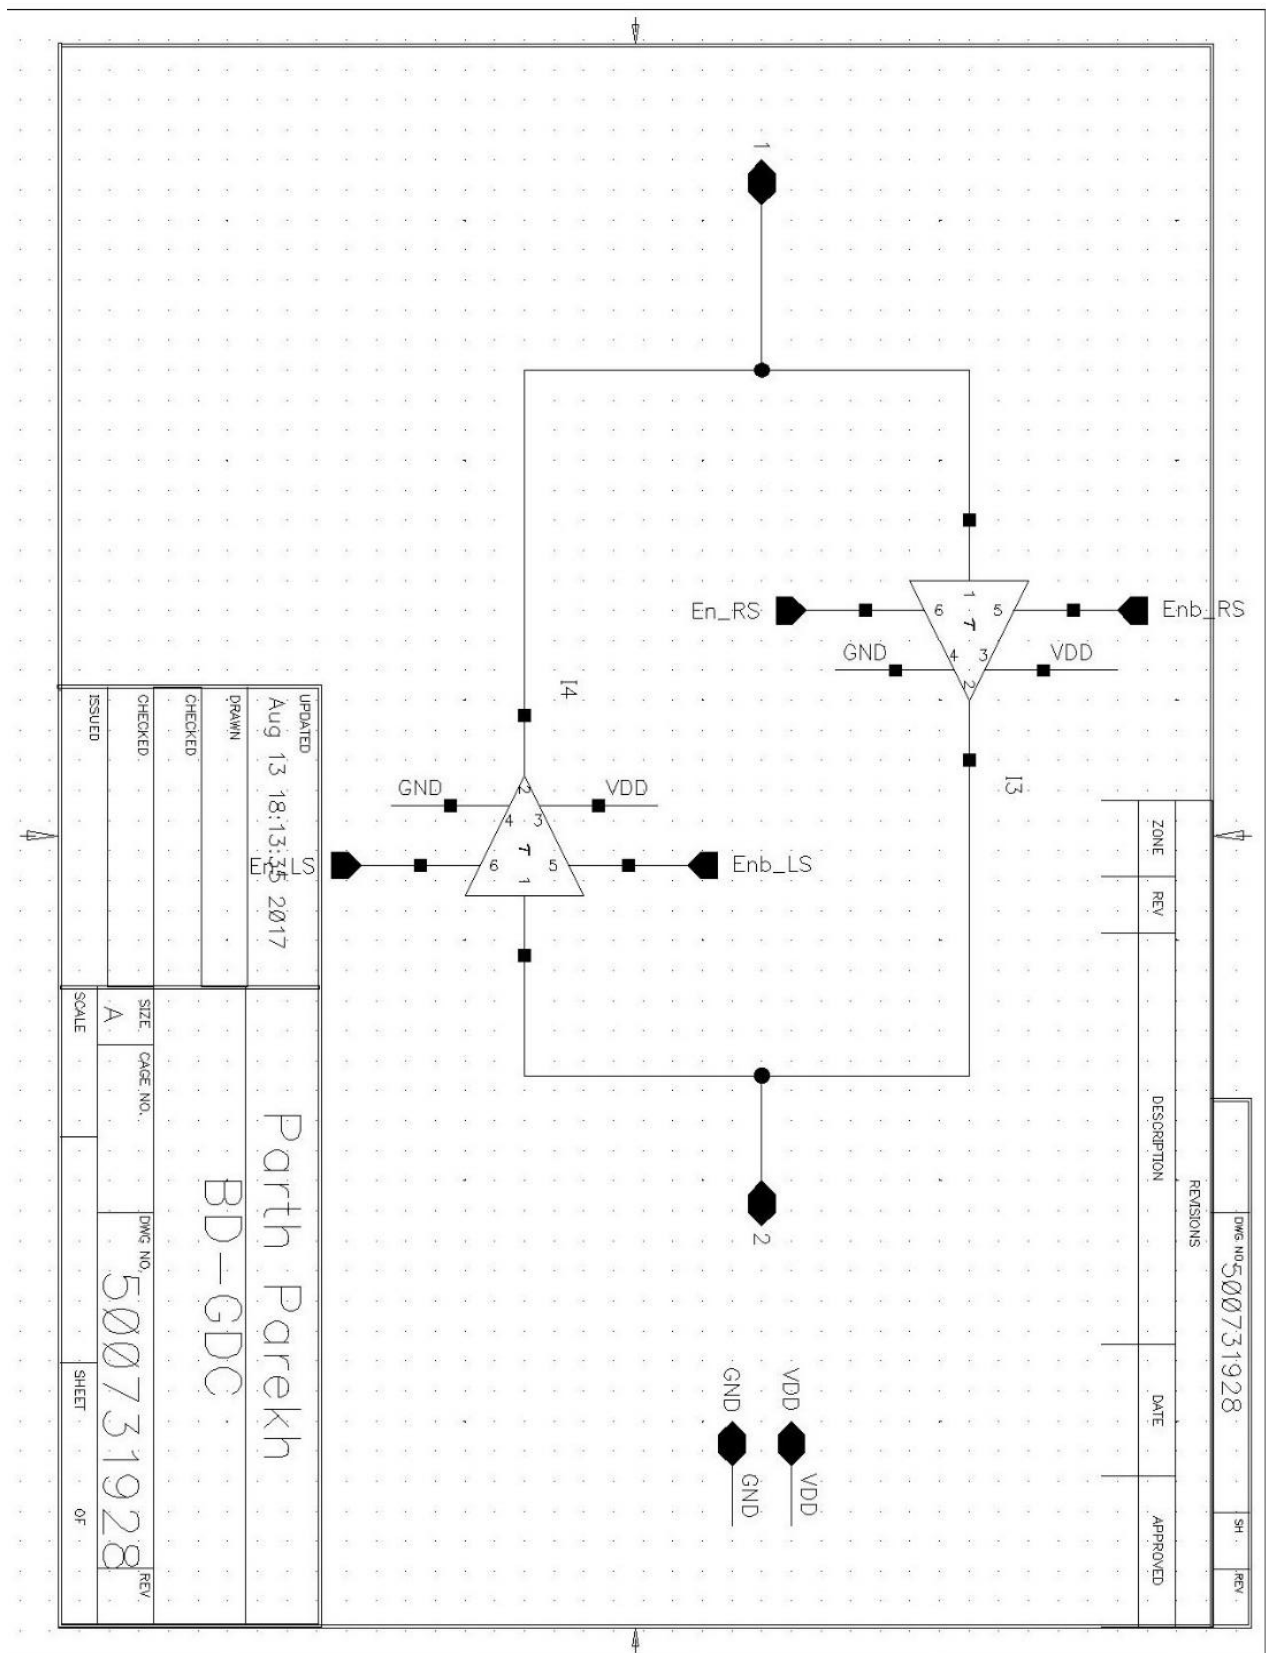 1
En_RS
6
1
5
Enb_RS
T
GND
4
3
VDD
2
I3
I4
GND
2
VDD
4
3
En_LS
6
T
5
Enb_LS
1
2
VDD
VDD
GND
GND
DWG NO.
500731928
SH
REV
REVISIONS
ZONE
REV
DESCRIPTION
DATE
APPROVED
UPDATED
Aug 13 18:13:35 2017
DRAWN
CHECKED
CHECKED
ISSUED
Parth Parekh
BD-GDC
SIZE
A
CAGE NO.
DWG NO.
500731928
REV
SCALE
SHEET
OF